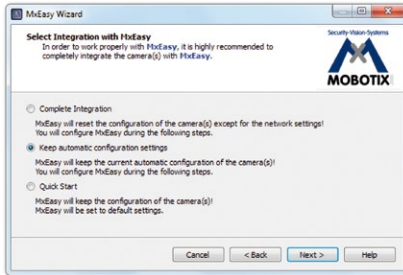 MxEasy Wizard
Select Integration with MxEasy
In order to work properly with MxEasy, it is highly recommended to
completely integrate the camera(s) with MxEasy.
Security-Vision-Systems
MOBOTIX
Complete Integration
MxEasy will reset the configuration of the camera(s) except for the network settings!
You will configure MxEasy during the following steps.
Keep automatic configuration settings
MxEasy will keep the current automatic configuration of the camera(s)!
You will configure MxEasy during the following steps.
Quick Start
MxEasy will keep the configuration of the camera(s)!
MxEasy will be set to default settings.
Cancel
< Back
Next >
Help